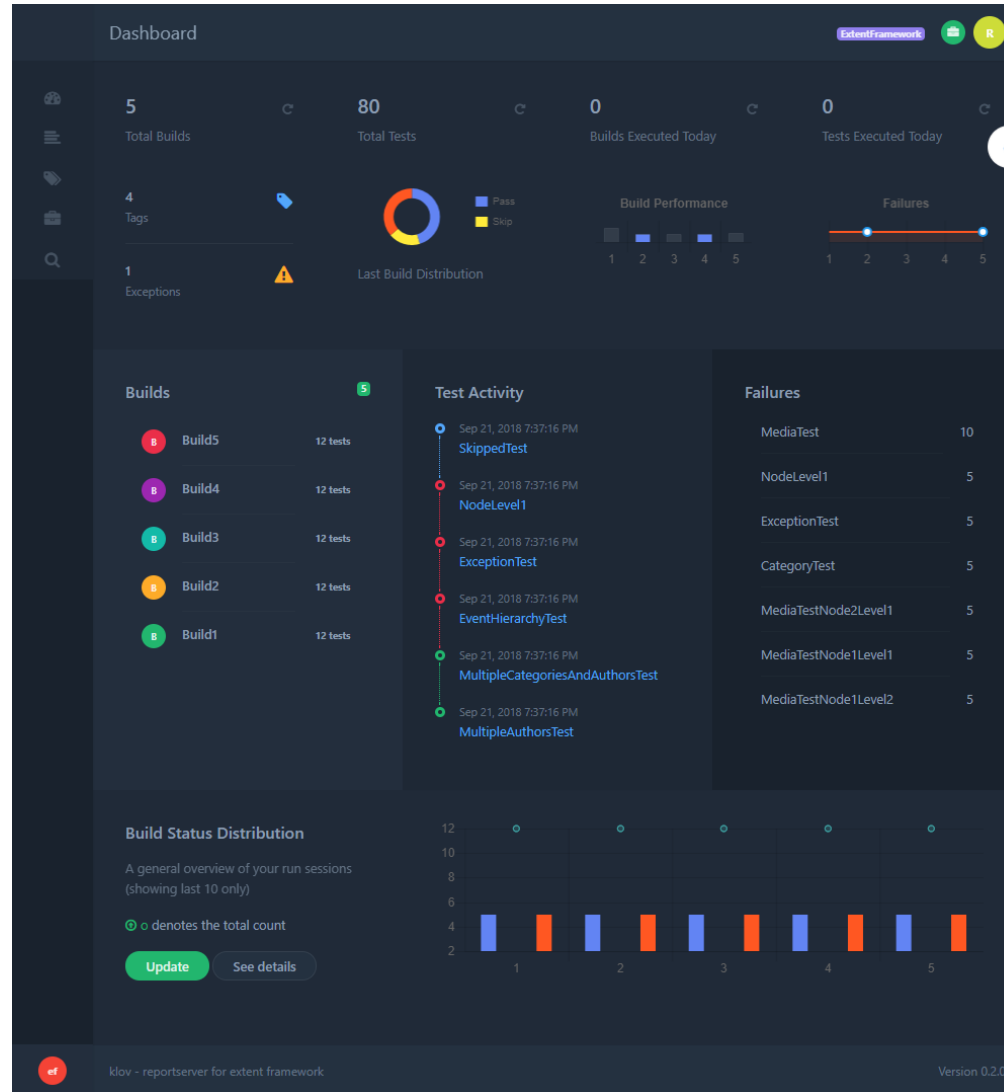 Dashboard
ExtentFramework
R
5
Total Builds
80
Total Tests
0
Builds Executed Today
0
Tests Executed Today
4
Tags
1
Exceptions
Pass
Skip
Last Build Distribution
Build Performance
1 2 3 4 5
Failures
1 2 3 4 5
Builds
5
B Build5 12 tests
B Build4 12 tests
B Build3 12 tests
B Build2 12 tests
B Build1 12 tests
Test Activity
Sep 21, 2018 7:37:16 PM
SkippedTest
Sep 21, 2018 7:37:16 PM
NodeLevel1
Sep 21, 2018 7:37:16 PM
ExceptionTest
Sep 21, 2018 7:37:16 PM
EventHierarchyTest
Sep 21, 2018 7:37:16 PM
MultipleCategoriesAndAuthorsTest
Sep 21, 2018 7:37:16 PM
MultipleAuthorsTest
Failures
MediaTest 10
NodeLevel1 5
ExceptionTest 5
CategoryTest 5
MediaTestNode2Level1 5
MediaTestNode1Level1 5
MediaTestNode1Level2 5
Build Status Distribution
A general overview of your run sessions
(showing last 10 only)
o denotes the total count
Update
See details
12
10
8
6
4
2
1 2 3 4 5
ef
klov - reportserver for extent framework
Version 0.2.0